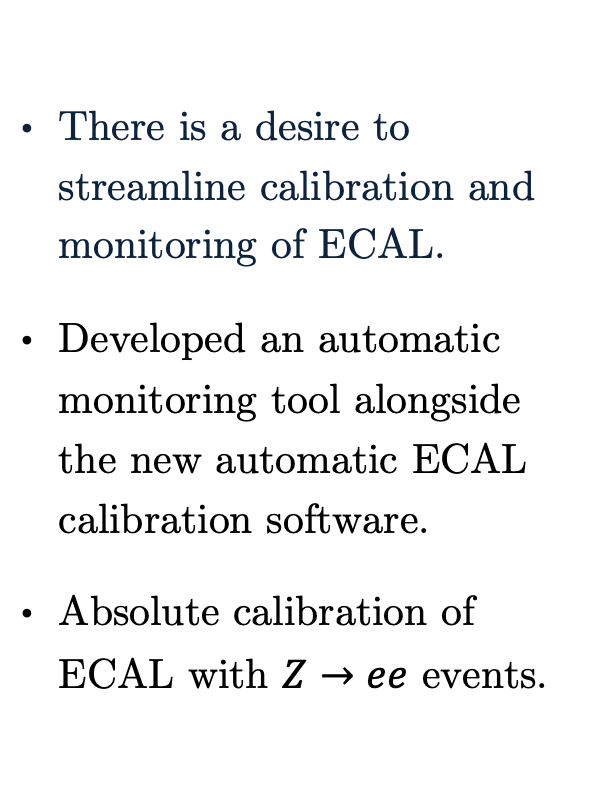 • There is a desire to
streamline calibration and
monitoring of ECAL.
• Developed an automatic
monitoring tool alongside
the new automatic ECAL
calibration software.
• Absolute calibration of
ECAL with Z → ee events.